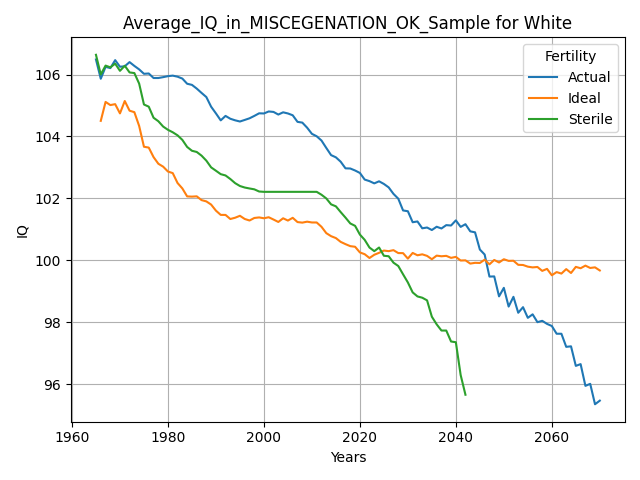 Average_IQ_in_MISCEGENATION_OK_Sample for White
Fertility
Actual
Ideal
Sterile
IQ
106
104
102
100
98
96
1960
1980
2000
2020
2040
2060
Years